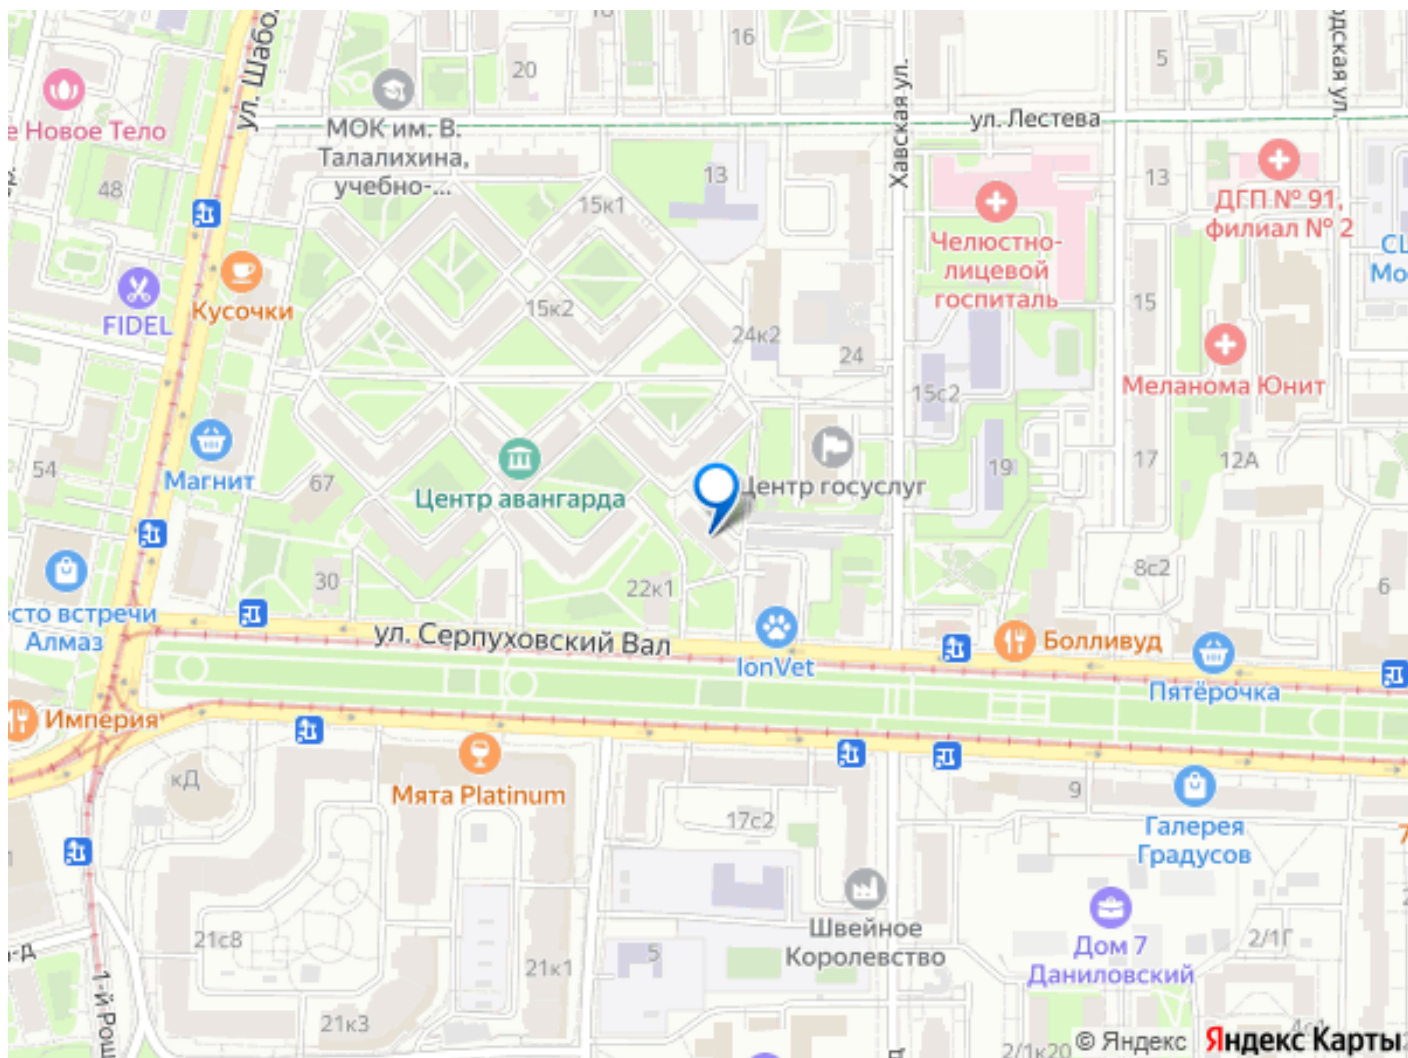 ул. Шабол
16
20
5
е Новое Тело
МОК им. В.
Талалихина,
учебно-...
Хавская ул.
ул. Лестева
48
13
13
15к1
ДГП № 91,
филиал № 2
Челюстно-
лицевой
госпиталь
FIDEL
Кусочки
15к2
24к2
24
15
15с2
Меланома Юнит
54
Магнит
67
Центр авангарда
Центр госуслуг
19
17
12А
30
22к1
8с2
6
есто встречи
Алмаз
ул. Серпуховский Вал
IonVet
Болливуд
Пятёрочка
Империя
кД
Мята Platinum
17с2
9
Галерея
Градусов
21с8
21к1
21к3
5
Швейное
Королевство
Дом 7
Даниловский
2/1Г
1-й Рощ
2/1к20
© Яндекс Яндекс Карты